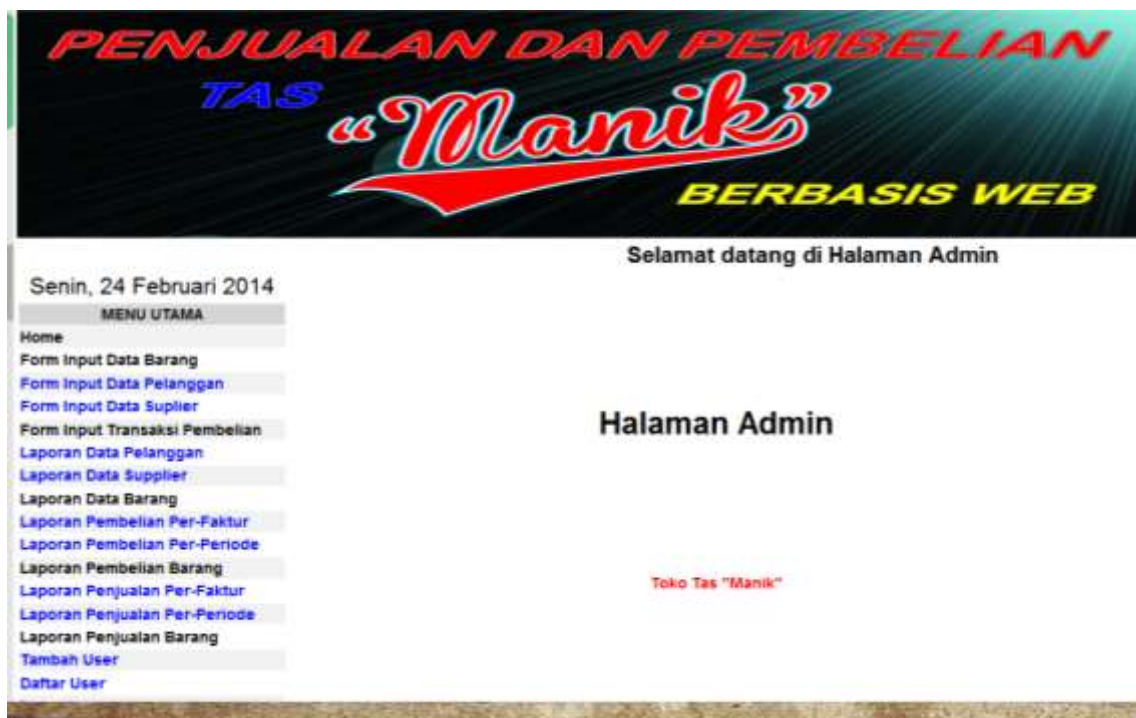 PENJUALAN DAN PEMBELIAN
TAS
"Manik"
BERBASIS WEB
Selamat datang di Halaman Admin
Senin, 24 Februari 2014
MENU UTAMA
Home
Form Input Data Barang
Form Input Data Pelanggan
Form Input Data Suplier
Form Input Transaksi Pembelian
Laporan Data Pelanggan
Laporan Data Supplier
Laporan Data Barang
Laporan Pembelian Per-Faktur
Laporan Pembelian Per-Periode
Laporan Pembelian Barang
Laporan Penjualan Per-Faktur
Laporan Penjualan Per-Periode
Laporan Penjualan Barang
Tambah User
Daftar User
Halaman Admin
Toko Tas "Manik"